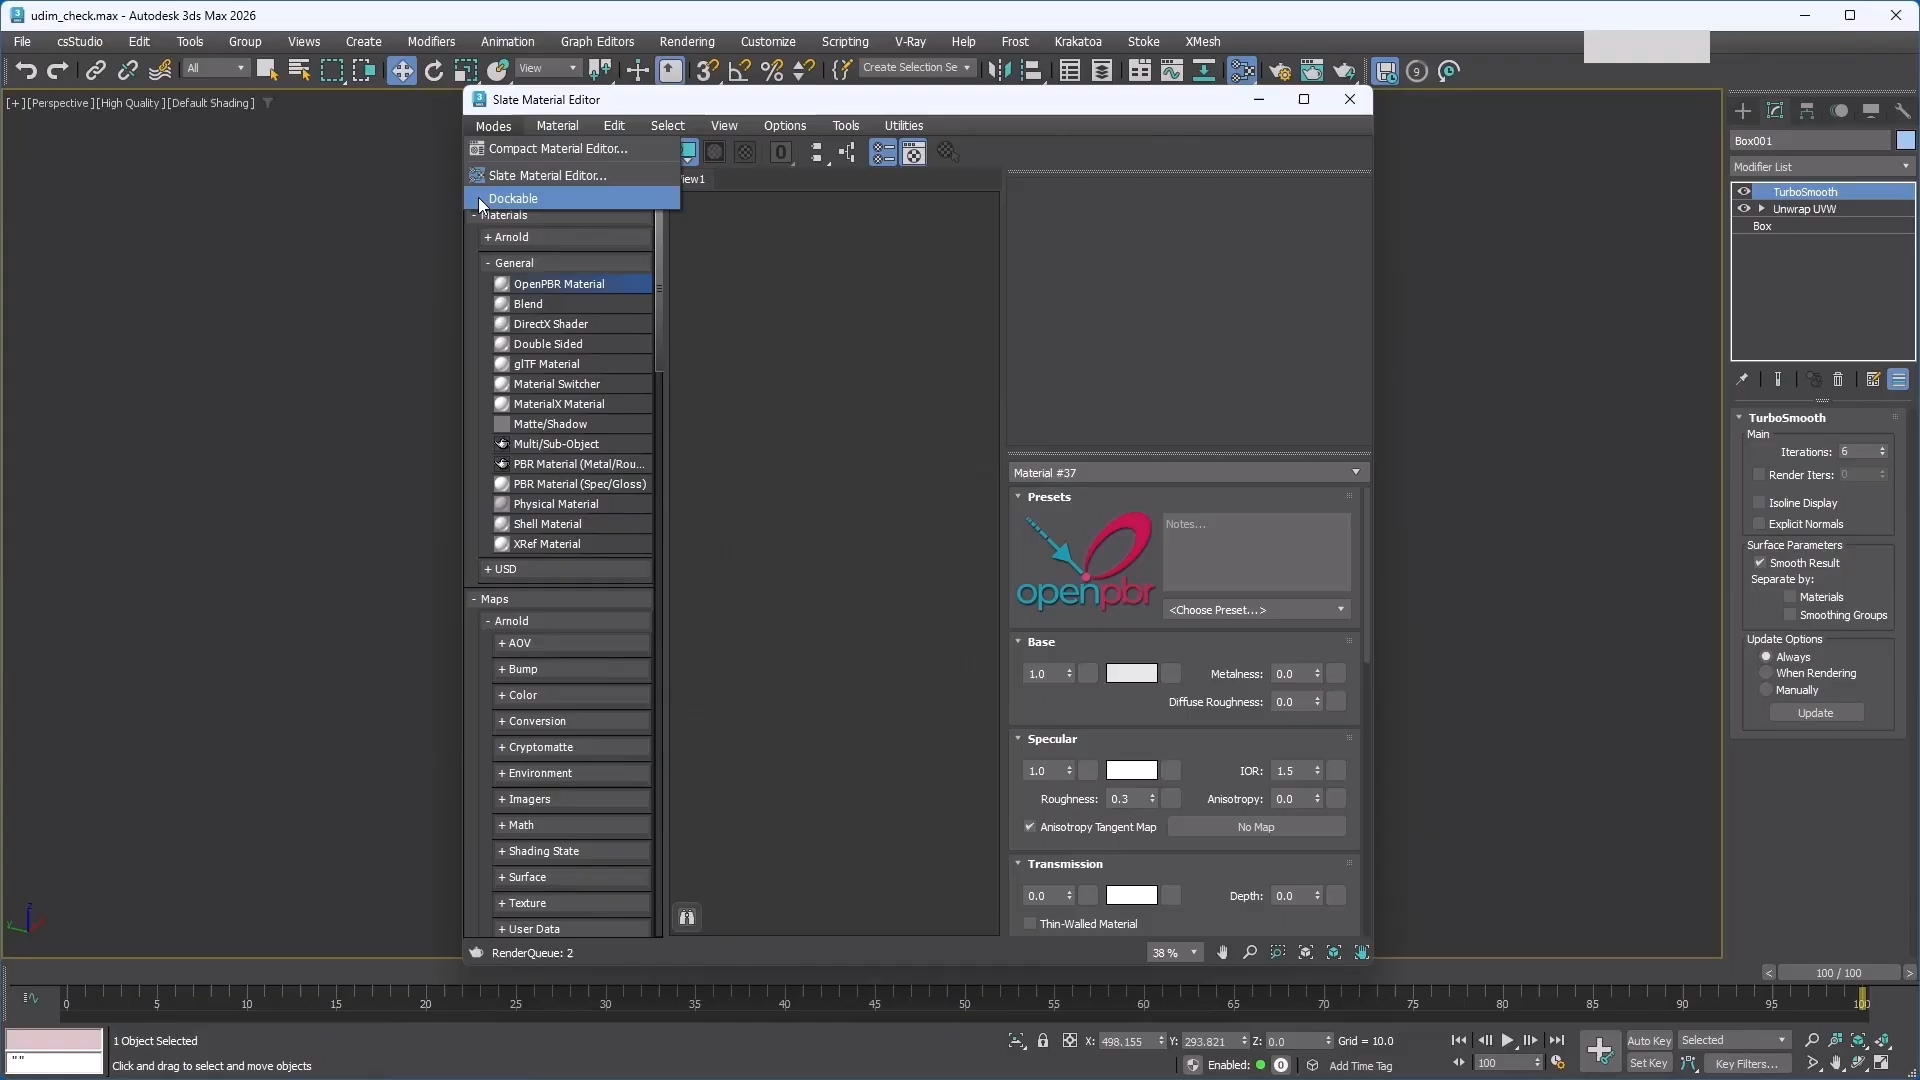 udim_check.max - Autodesk 3ds Max 2026
File csStudio Edit Tools Group Views Create Modifiers Animation Graph Editors Rendering Customize Scripting V-Ray Help Frost Krakatoa Stoke XMesh
All View Create Selection Se
[+] [Perspective] [High Quality] [Default Shading]
Slate Material Editor
Modes Material Edit Select View Options Tools Utilities
Compact Material Editor...
Slate Material Editor...
Dockable
iew1
- Materials
+ Arnold
- General
OpenPBR Material
Blend
DirectX Shader
Double Sided
glTF Material
Material Switcher
MaterialX Material
Matte/Shadow
Multi/Sub-Object
PBR Material (Metal/Rou...
PBR Material (Spec/Gloss)
Physical Material
Shell Material
XRef Material
+ USD
- Maps
- Arnold
+ AOV
+ Bump
+ Color
+ Conversion
+ Cryptomatte
+ Environment
+ Imagers
+ Math
+ Shading State
+ Surface
+ Texture
+ User Data
RenderQueue: 2
Material #37
Presets
openpbr
Notes...
<Choose Preset...>
Base
1.0 Metalness: 0.0
Diffuse Roughness: 0.0
Specular
1.0 IOR: 1.5
Roughness: 0.3 Anisotropy: 0.0
Anisotropy Tangent Map No Map
Transmission
0.0 Depth: 0.0
Thin-Walled Material
38 %
Box001
Modifier List
TurboSmooth
Unwrap UVW
Box
TurboSmooth
Main
Iterations: 6
Render Iters: 0
Isoline Display
Explicit Normals
Surface Parameters
Smooth Result
Separate by:
Materials
Smoothing Groups
Update Options
Always
When Rendering
Manually
Update
< 100 / 100 >
0 5 10 15 20 25 30 35 40 45 50 55 60 65 70 75 80 85 90 95 100
1 Object Selected
X: 498.155 Y: 293.821 Z: 0.0 Grid = 10.0
Auto Key Selected
""
Click and drag to select and move objects
Enabled: 0 Add Time Tag
100
Set Key Key Filters...